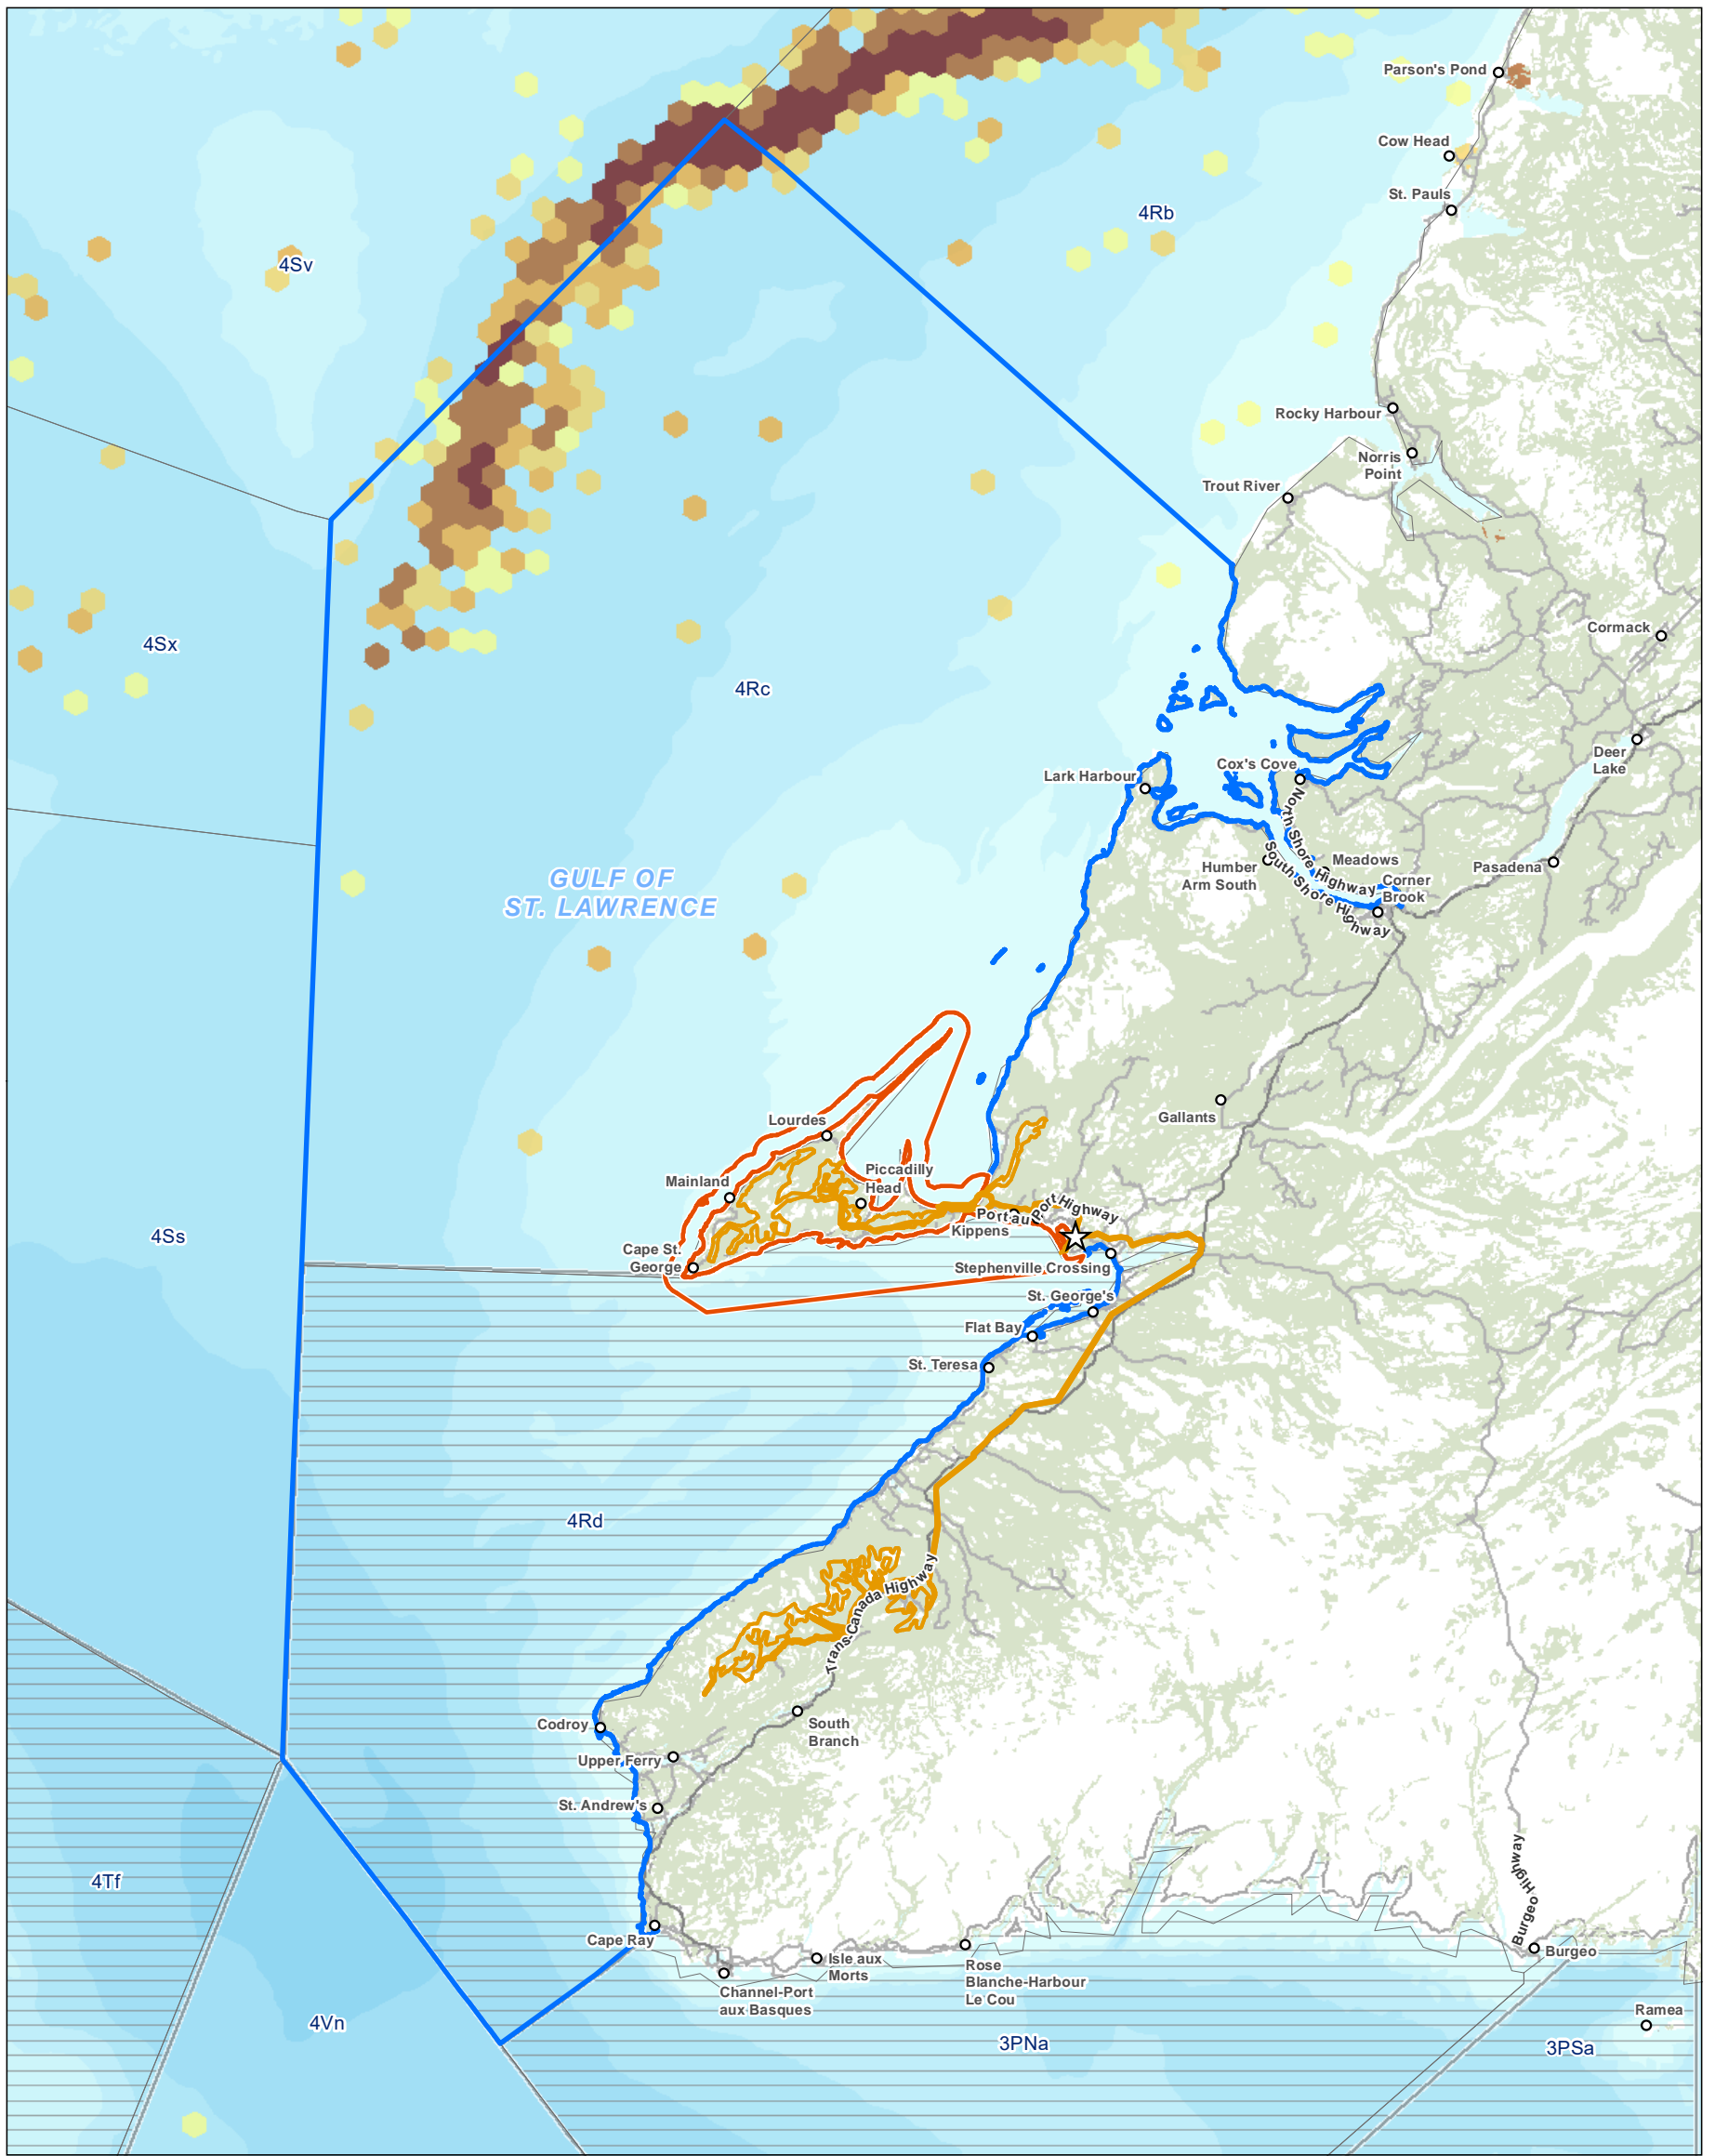 Parson's Pond
Cow Head
St. Pauls
4Rb
4Sv
Rocky Harbour
Norris
Point
Trout River
Cormack
4Sx
4Rc
Deer
Lake
Cox's Cove
Lark Harbour
North Shore Highway
South Shore Highway
Meadows
Humber
Arm South
Corner
Brook
Pasadena
GULF OF
ST. LAWRENCE
Gallants
Lourdes
Piccadilly
Head
Mainland
Port au Port Highway
Kippens
4Ss
Cape St.
George
Stephenville Crossing
St. George's
Flat Bay
St. Teresa
4Rd
Trans-Canada Highway
Codroy
South
Branch
Upper Ferry
St. Andrew's
4Tf
Burgeo Highway
Cape Ray
Isle aux
Morts
Rose
Blanche-Harbour
Le Cou
Burgeo
Channel-Port
aux Basques
Ramea
4Vn
3PNa
3PSa